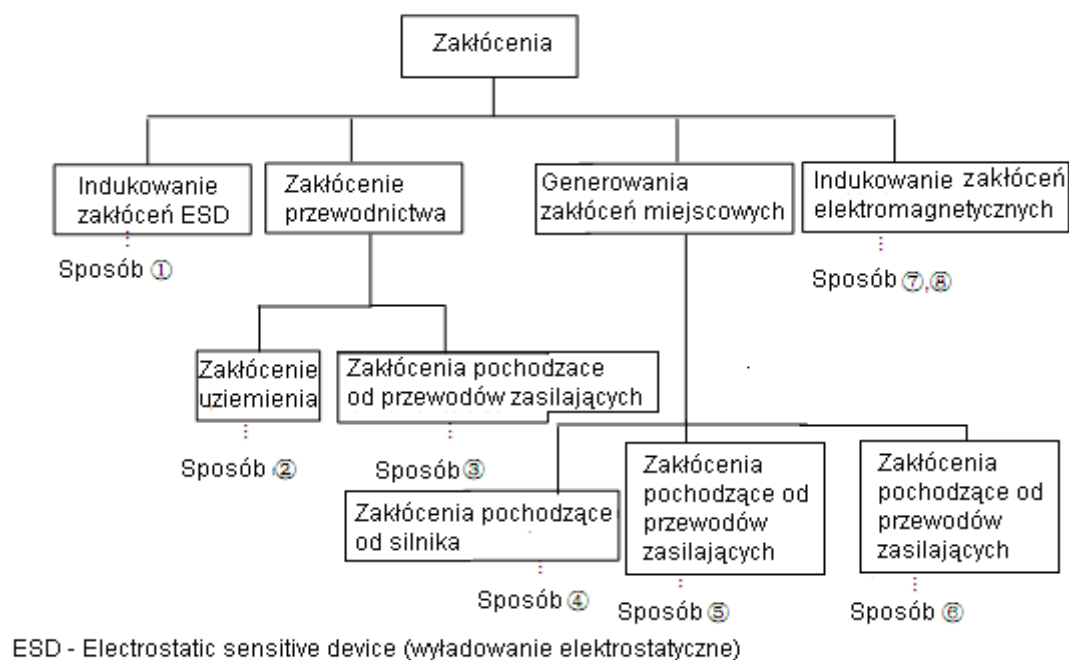 Zakłócenia
Indukowanie
zakłóceń ESD
Sposób ①
Zakłócenie
przewodnictwa
Generowania
zakłóceń miejscowych
Indukowanie zakłóceń
elektromagnetycznych
Sposób ⑦,⑧
Zakłócenie
uziemienia
Sposób ②
Zakłócenia pochodzace
od przewodów zasilających
Sposób ③
Zakłócenia pochodzące
od silnika
Sposób ④
Zakłócenia
pochodzące od
przewodów
zasilających
Sposób ⑤
Zakłócenia
pochodzące od
przewodów
zasilających
Sposób ⑥
ESD - Electrostatic sensitive device (wyładowanie elektrostatyczne)